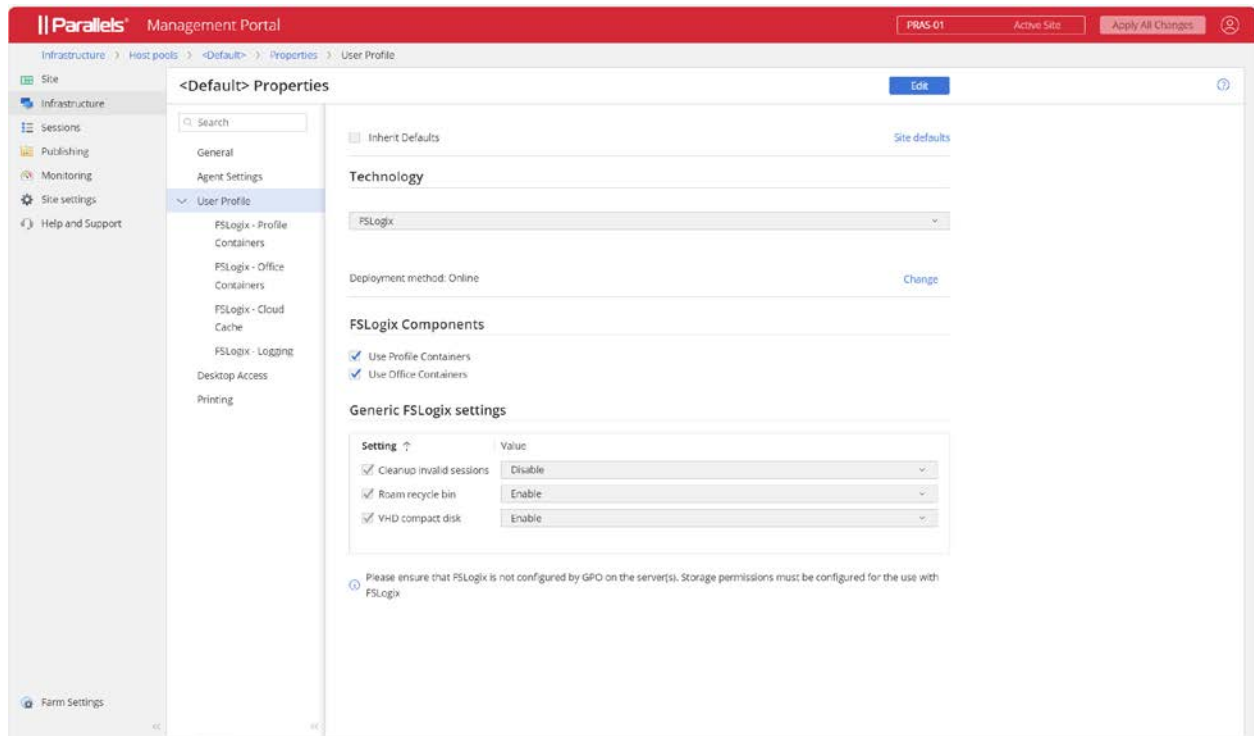 Parallels® Management Portal PRAS-01 Active Site Apply All Changes
Infrastructure > Host pools > <Default> > Properties > User Profile
Site
Infrastructure
Sessions
Publishing
Monitoring
Site settings
Help and Support
Farm Settings
<Default> Properties Edit
Search
General
Agent Settings
User Profile
FSLogix - Profile
Containers
FSLogix - Office
Containers
FSLogix - Cloud
Cache
FSLogix - Logging
Desktop Access
Printing
Inherit Defaults Site defaults
Technology
FSLogix
Deployment method: Online Change
FSLogix Components
Use Profile Containers
Use Office Containers
Generic FSLogix settings
Setting Value
Cleanup invalid sessions Disable
Roam recycle bin Enable
VHD compact disk Enable
Please ensure that FSLogix is not configured by GPO on the server(s). Storage permissions must be configured for the use with
FSLogix